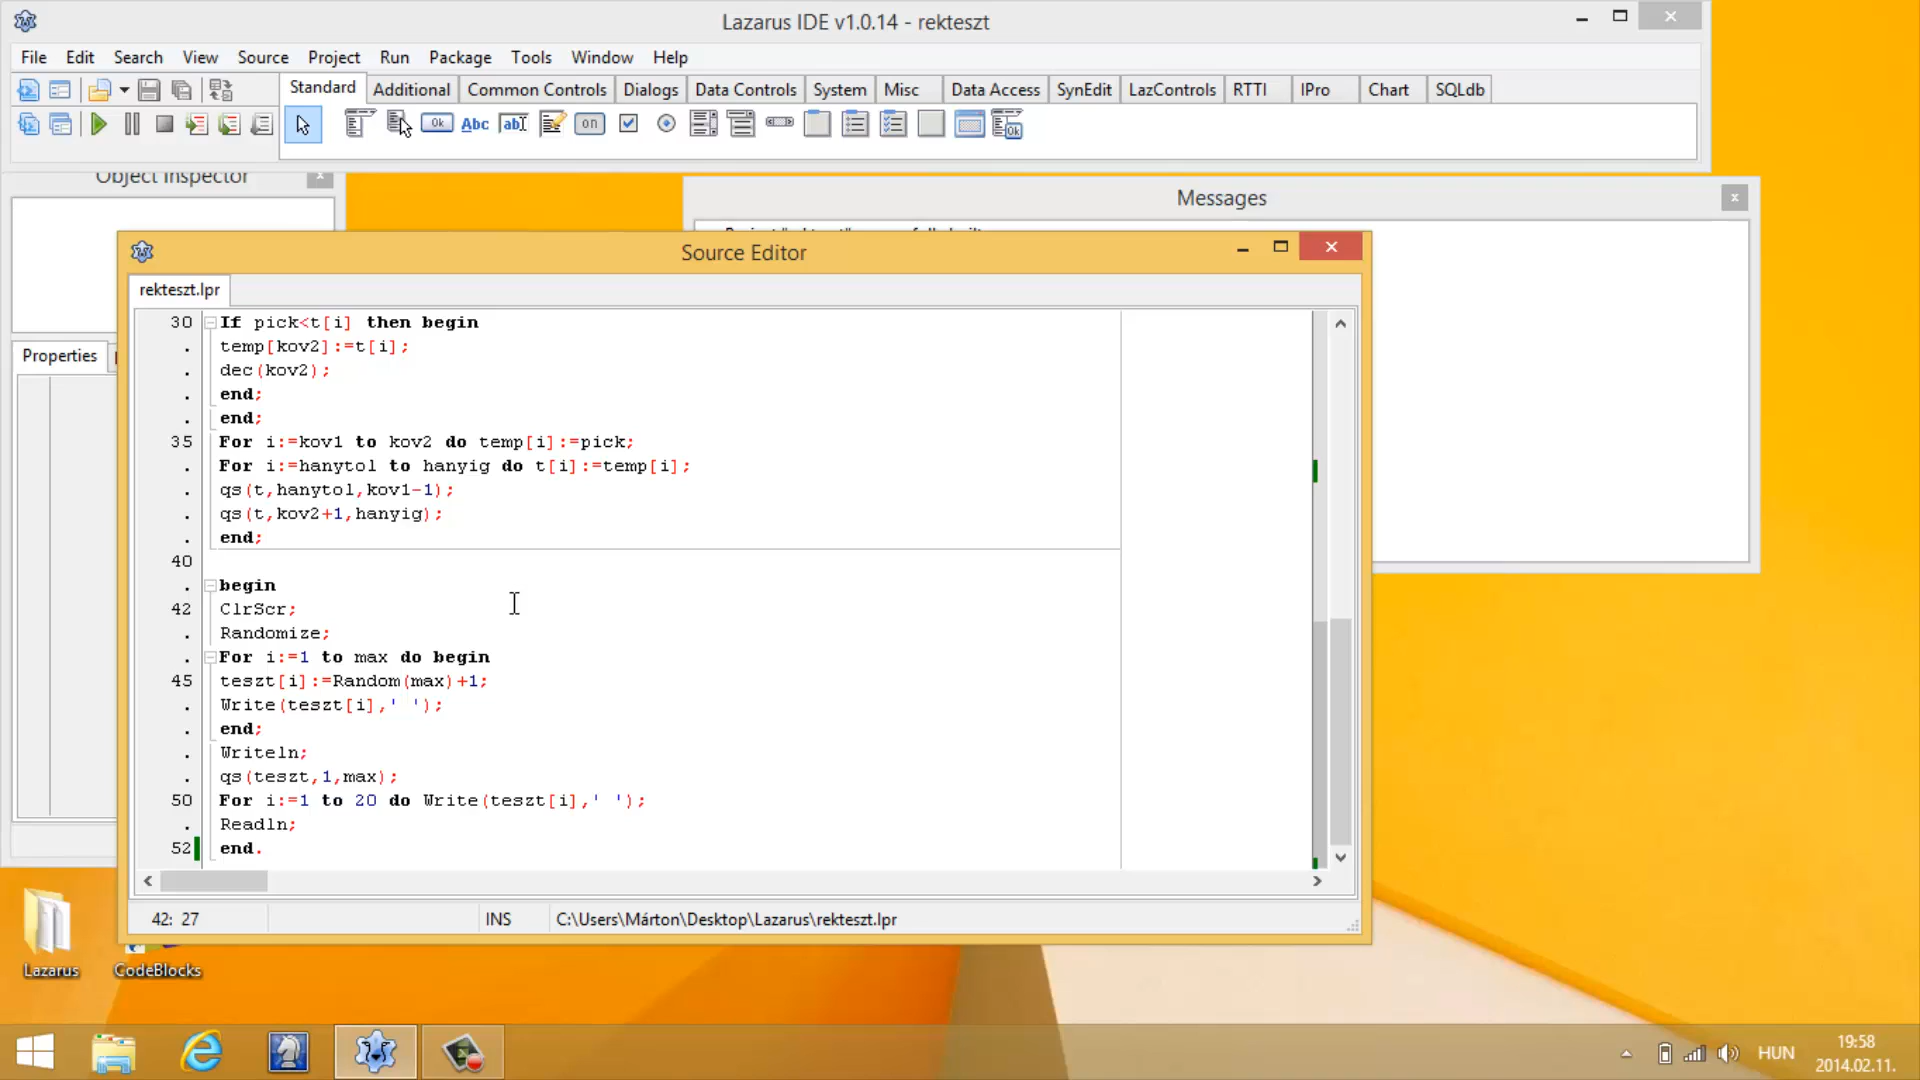 Lazarus IDE v1.0.14 - rekteszt
File Edit Search View Source Project Run Package Tools Window Help
Standard Additional Common Controls Dialogs Data Controls System Misc Data Access SynEdit LazControls RTTI IPro Chart SQLdb
Ok Abc abI on Ok
Object Inspector
Messages
Properties
Source Editor
rekteszt.lpr
30 If pick<t[i] then begin
. temp[kov2]:=t[i];
. dec(kov2);
. end;
. end;
35 For i:=kov1 to kov2 do temp[i]:=pick;
. For i:=hanytol to hanyig do t[i]:=temp[i];
. qs(t,hanytol,kov1-1);
. qs(t,kov2+1,hanyig);
. end;
40
. begin
42 ClrScr;
. Randomize;
. For i:=1 to max do begin
45 teszt[i]:=Random(max)+1;
. Write(teszt[i],' ');
. end;
. Writeln;
. qs(teszt,1,max);
50 For i:=1 to 20 do Write(teszt[i],' ');
. Readln;
52 end.
42: 27 INS C:\Users\Márton\Desktop\Lazarus\rekteszt.lpr
Lazarus
CodeBlocks
HUN
19:58
2014.02.11.